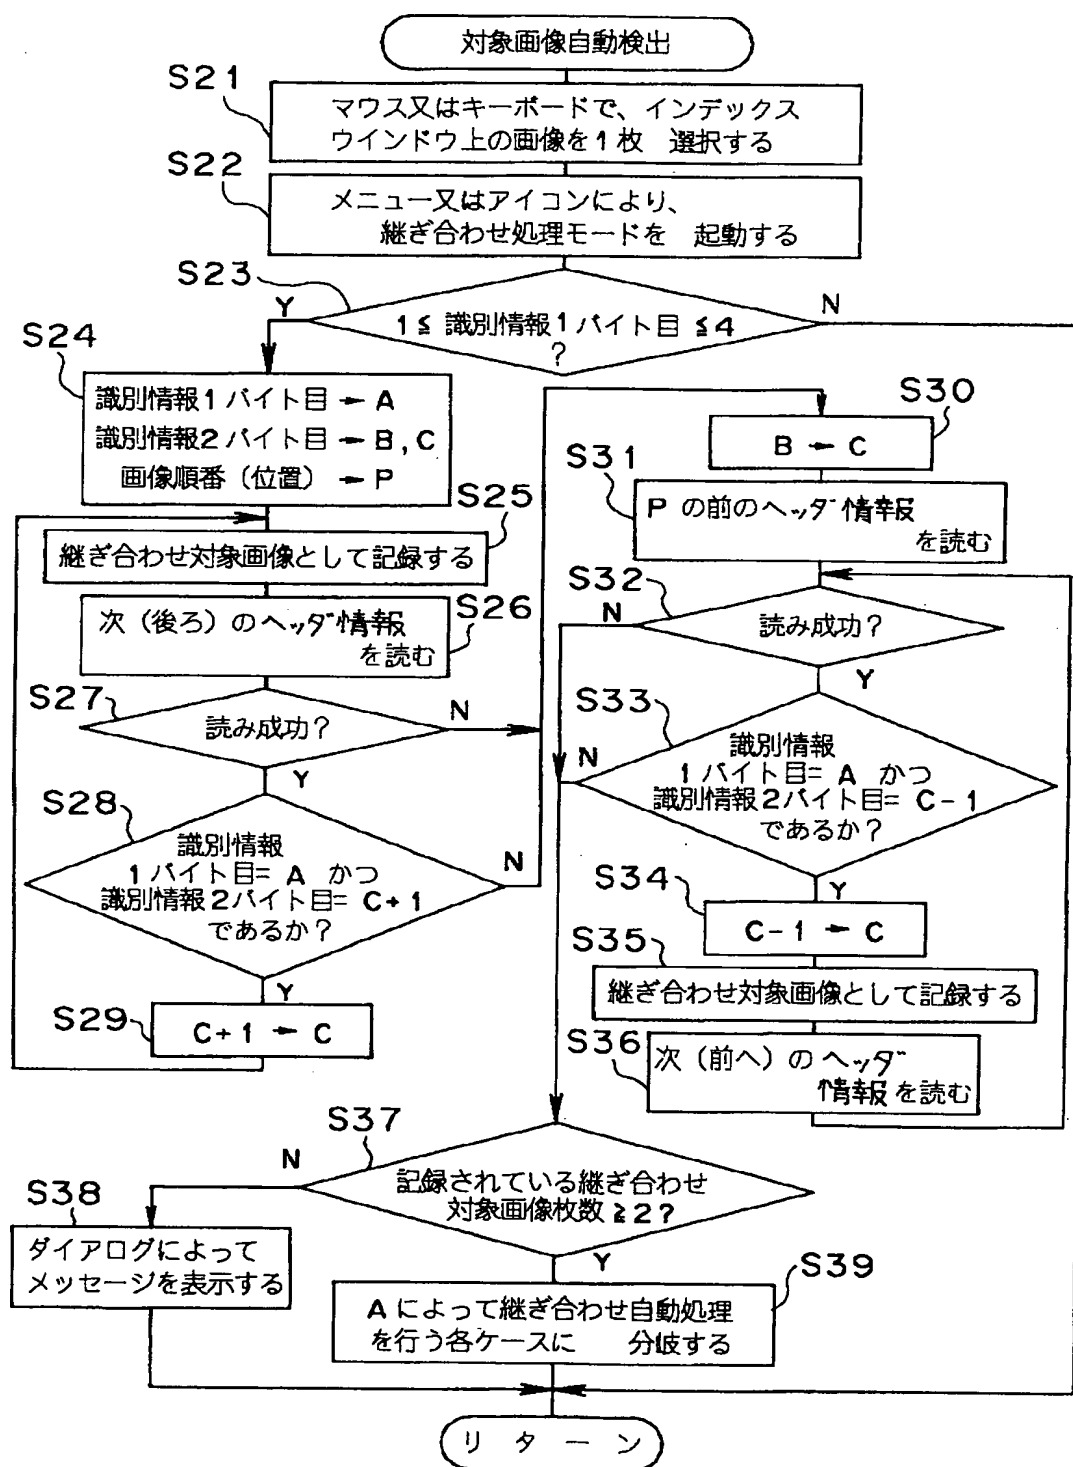 対象画像自動検出
S21
マウス又はキーボードで、インデックス
ウインドウ上の画像を1枚 選択する
S22
メニュー又はアイコンにより、
継ぎ合わせ処理モードを 起動する
S23
Y
N
1≦ 識別情報1バイト目 ≦4
?
S24
識別情報1バイト目→A
識別情報2バイト目→B,C
画像順番(位置)→P
S25
継ぎ合わせ対象画像として記録する
S26
次(後ろ)のヘッダ情報
を読む
S27
読み成功?
N
Y
S28
識別情報
1バイト目=A かつ
識別情報2バイト目=C+1
であるか?
N
Y
S29
C+1→C
S30
B→C
S31
Pの前のヘッダ情報
を読む
S32
N
読み成功?
Y
S33
N
識別情報
1バイト目=A かつ
識別情報2バイト目=C-1
であるか?
S34
Y
C-1→C
S35
継ぎ合わせ対象画像として記録する
S36
次(前へ)のヘッダ
情報を読む
S37
N
記録されている継ぎ合わせ
対象画像枚数≧2?
Y
S38
ダイアログによって
メッセージを表示する
S39
Aによって継ぎ合わせ自動処理
を行う各ケースに 分岐する
リターン